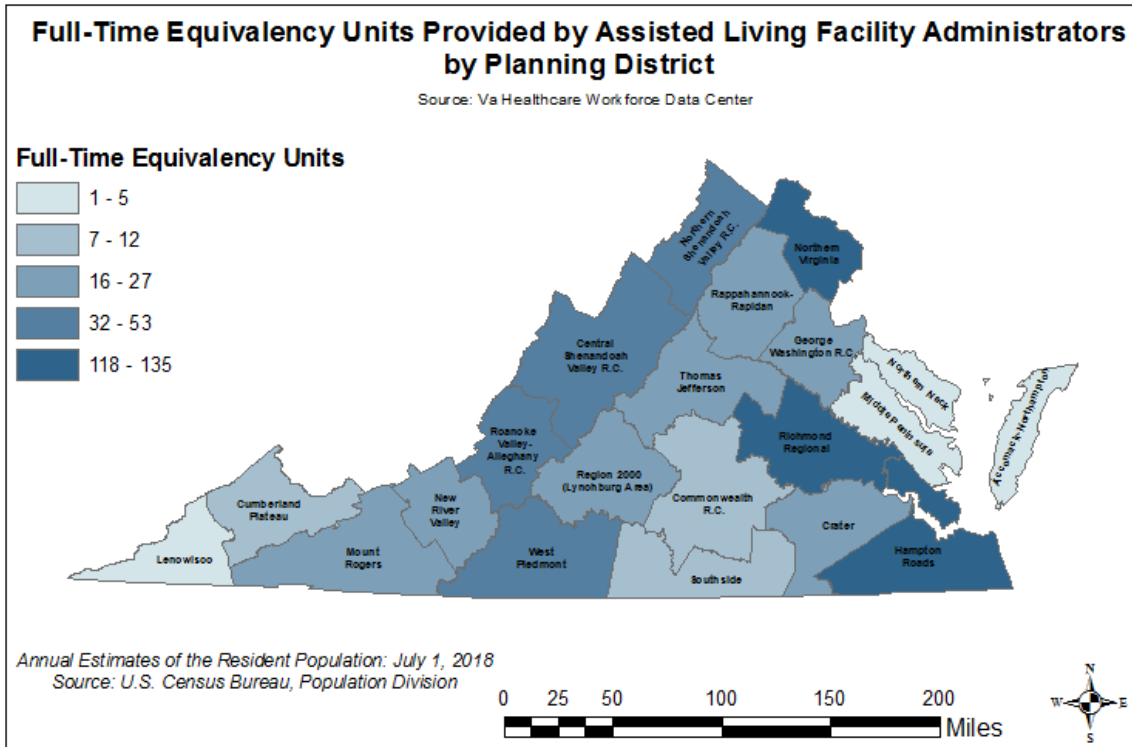 Full-Time Equivalency Units Provided by Assisted Living Facility Administrators
by Planning District
Source: Va Healthcare Workforce Data Center
Full-Time Equivalency Units
1 - 5
7 - 12
16 - 27
32 - 53
118 - 135
Northern
Shenandoah
Valley R.C.
Northern
Virginia
Rappahannock-
Rapidan
Central
Shenandoah
Valley R.C.
George
Washington R.C.
Northern Neck
Thomas
Jefferson
Middle Peninsula
Accomack-Northampton
Roanoke
Valley-
Alleghany
R.C.
Richmond
Regional
Region 2000
(Lynchburg Area)
Commonwealth
R.C.
Cumberland
Plateau
New
River
Valley
Crater
Lenowisco
Mount
Rogers
West
Piedmont
Southside
Hampton
Roads
Annual Estimates of the Resident Population: July 1, 2018
Source: U.S. Census Bureau, Population Division
0 25 50 100 150 200
Miles
N
W E
S